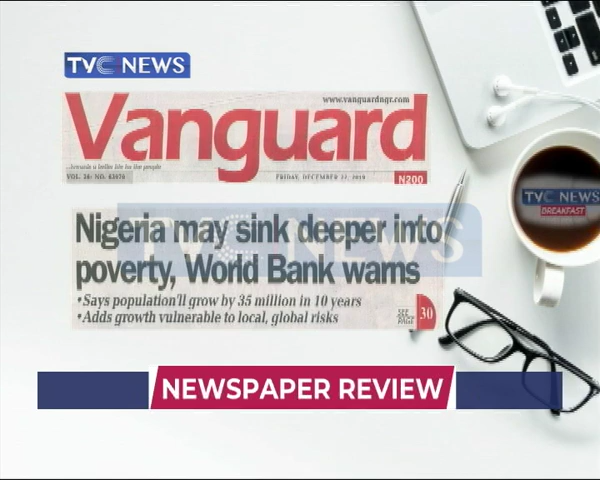 TVC NEWS
www.vanguardngr.com
Vanguard
...towards a better life for the people
FRIDAY, DECEMBER
N200
TVC NEWS
BREAKFAST
TVC NEWS
Nigeria may sink deeper into
poverty, World Bank warns
•Says population'll grow by 35 million in 10 years
•Adds growth vulnerable to local, global risks
30
NEWSPAPER REVIEW